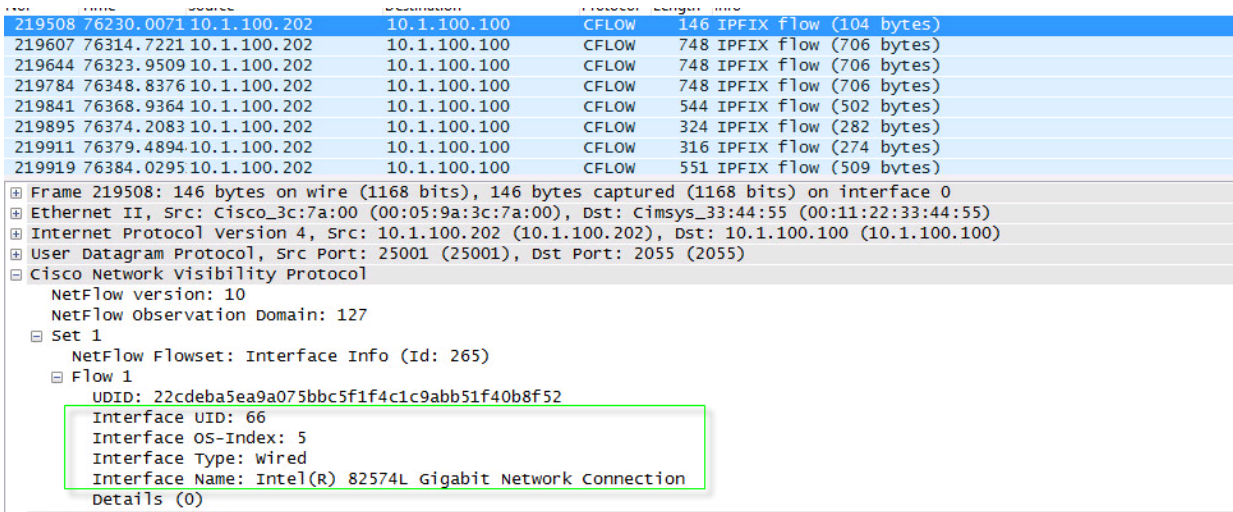 219508 76230.0071 10.1.100.202 10.1.100.100 CFLOW 146 IPFIX flow (104 bytes)
219607 76314.7221 10.1.100.202 10.1.100.100 CFLOW 748 IPFIX flow (706 bytes)
219644 76323.9509 10.1.100.202 10.1.100.100 CFLOW 748 IPFIX flow (706 bytes)
219784 76348.8376 10.1.100.202 10.1.100.100 CFLOW 748 IPFIX flow (706 bytes)
219841 76368.9364 10.1.100.202 10.1.100.100 CFLOW 544 IPFIX flow (502 bytes)
219895 76374.2083 10.1.100.202 10.1.100.100 CFLOW 324 IPFIX flow (282 bytes)
219911 76379.4894 10.1.100.202 10.1.100.100 CFLOW 316 IPFIX flow (274 bytes)
219919 76384.0295 10.1.100.202 10.1.100.100 CFLOW 551 IPFIX flow (509 bytes)
Frame 219508: 146 bytes on wire (1168 bits), 146 bytes captured (1168 bits) on interface 0
Ethernet II, Src: Cisco_3c:7a:00 (00:05:9a:3c:7a:00), Dst: Cimsys_33:44:55 (00:11:22:33:44:55)
Internet Protocol Version 4, Src: 10.1.100.202 (10.1.100.202), Dst: 10.1.100.100 (10.1.100.100)
User Datagram Protocol, Src Port: 25001 (25001), Dst Port: 2055 (2055)
Cisco Network Visibility Protocol
NetFlow version: 10
NetFlow Observation Domain: 127
Set 1
NetFlow Flowset: Interface Info (Id: 265)
Flow 1
UDID: 22cdeba5ea9a075bbc5f1f4c1c9abb51f40b8f52
Interface UID: 66
Interface OS-Index: 5
Interface Type: Wired
Interface Name: Intel(R) 82574L Gigabit Network Connection
Details (0)